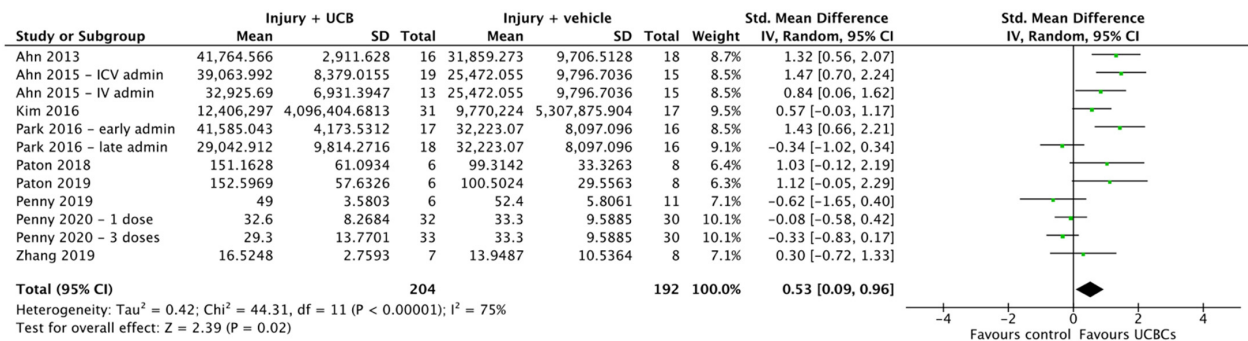 Injury + UCB Injury + vehicle Std. Mean Difference Std. Mean Difference
Study or Subgroup Mean SD Total Mean SD Total Weight IV, Random, 95% CI IV, Random, 95% CI
Ahn 2013 41,764.566 2,911.628 16 31,859.273 9,706.5128 18 8.7% 1.32 [0.56, 2.07]
Ahn 2015 – ICV admin 39,063.992 8,379.0155 19 25,472.055 9,796.7036 15 8.5% 1.47 [0.70, 2.24]
Ahn 2015 – IV admin 32,925.69 6,931.3947 13 25,472.055 9,796.7036 15 8.5% 0.84 [0.06, 1.62]
Kim 2016 12,406,297 4,096,404.6813 31 9,770,224 5,307,875.904 17 9.5% 0.57 [-0.03, 1.17]
Park 2016 – early admin 41,585.043 4,173.5312 17 32,223.07 8,097.096 16 8.5% 1.43 [0.66, 2.21]
Park 2016 – late admin 29,042.912 9,814.2716 18 32,223.07 8,097.096 16 9.1% -0.34 [-1.02, 0.34]
Paton 2018 151.1628 61.0934 6 99.3142 33.3263 8 6.4% 1.03 [-0.12, 2.19]
Paton 2019 152.5969 57.6326 6 100.5024 29.5563 8 6.3% 1.12 [-0.05, 2.29]
Penny 2019 49 3.5803 6 52.4 5.8061 11 7.1% -0.62 [-1.65, 0.40]
Penny 2020 – 1 dose 32.6 8.2684 32 33.3 9.5885 30 10.1% -0.08 [-0.58, 0.42]
Penny 2020 – 3 doses 29.3 13.7701 33 33.3 9.5885 30 10.1% -0.33 [-0.83, 0.17]
Zhang 2019 16.5248 2.7593 7 13.9487 10.5364 8 7.1% 0.30 [-0.72, 1.33]
Total (95% CI) 204 192 100.0% 0.53 [0.09, 0.96]
Heterogeneity: Tau² = 0.42; Chi² = 44.31, df = 11 (P < 0.00001); I² = 75%
Test for overall effect: Z = 2.39 (P = 0.02)
-4 -2 0 2 4
Favours control Favours UCBCs